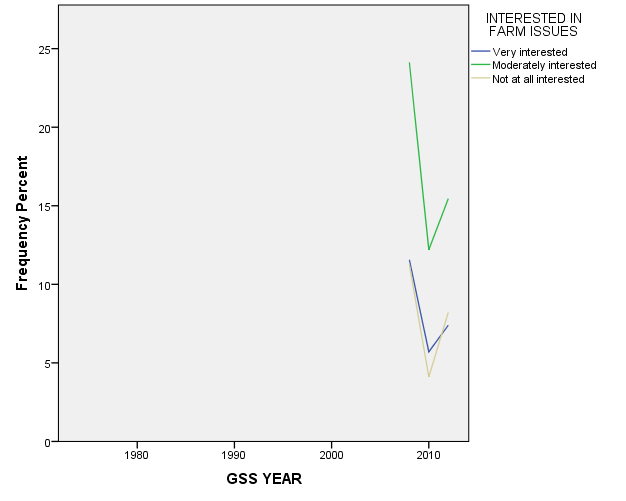 INTERESTED IN
FARM ISSUES
Very interested
Moderately interested
Not at all interested
Frequency Percent
25
20
15
10
5
0
1980
1990
2000
2010
GSS YEAR